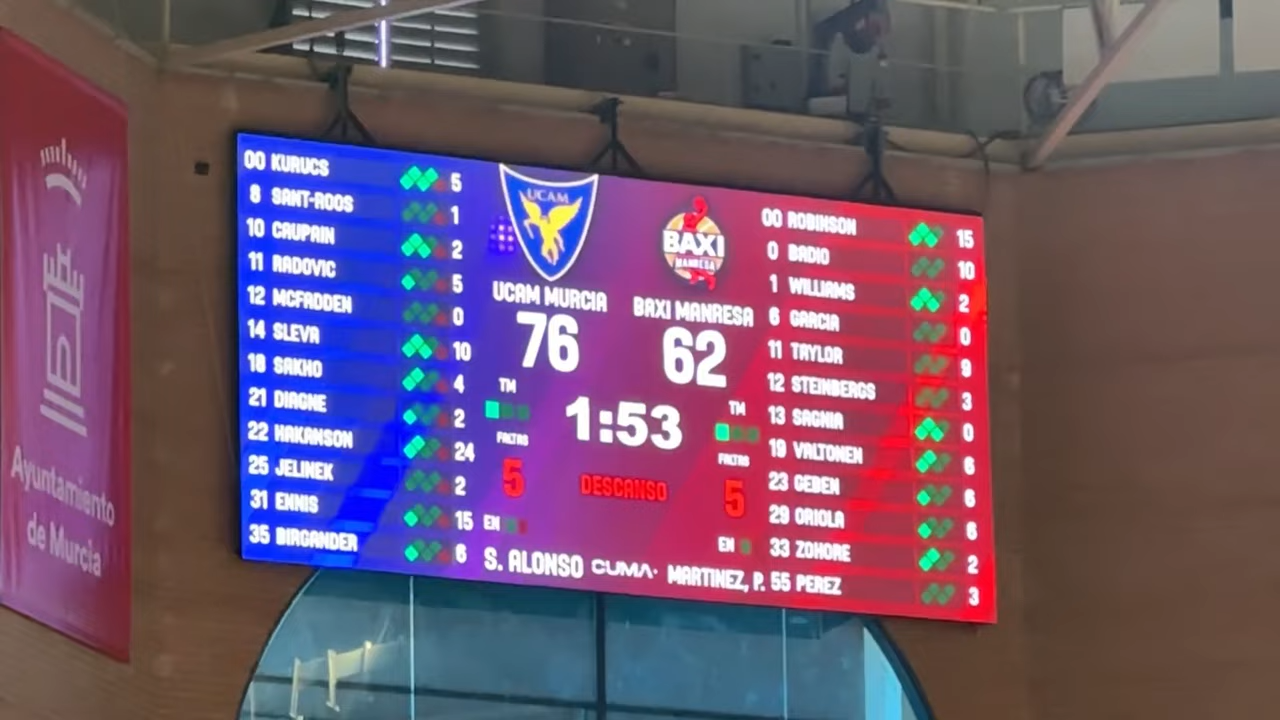 Ayuntamiento
de Murcia
00 KURUCS 5
8 SANT-ROOS 1
10 CAUPAIN 2
11 RADOVIC 5
12 MCFADDEN 0
14 SLEVA 10
18 SAKHO 4
21 DIAGNE 2
22 HAKANSON 24
25 JELINEK 2
31 ENNIS 15
35 BIRGANDER 6
UCAM
BAXI
MANRESA
UCAM MURCIA
BAXI MANRESA
76
62
TM
TM
1:53
FALTAS
FALTAS
5
DESCANSO
5
EN
EN
S. ALONSO
CUMA
MARTINEZ, P.
00 ROBINSON 15
0 BADIO 10
1 WILLIAMS 2
6 GARCIA 0
11 TAYLOR 9
12 STEINBERGS 3
13 SAGNIA 0
19 VALTONEN 6
23 GEBEN 6
29 ORIOLA 6
33 ZOHORE 2
55 PEREZ 3